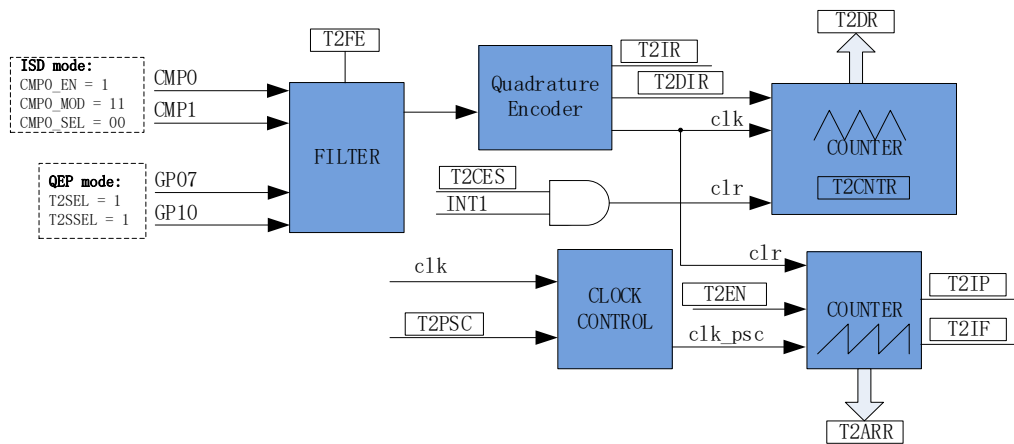 T2FE
T2IR
T2DR
ISD mode:
CMP0_EN = 1
CMP0_MOD = 11
CMP0_SEL = 00
CMP0
CMP1
Quadrature
Encoder
T2DIR
clk
COUNTER
T2CNTR
FILTER
QEP mode:
T2SEL = 1
T2SSEL = 1
GP07
GP10
T2CES
INT1
clr
clr
clk
T2PSC
CLOCK
CONTROL
T2EN
clk_psc
COUNTER
T2IP
T2IF
T2ARR